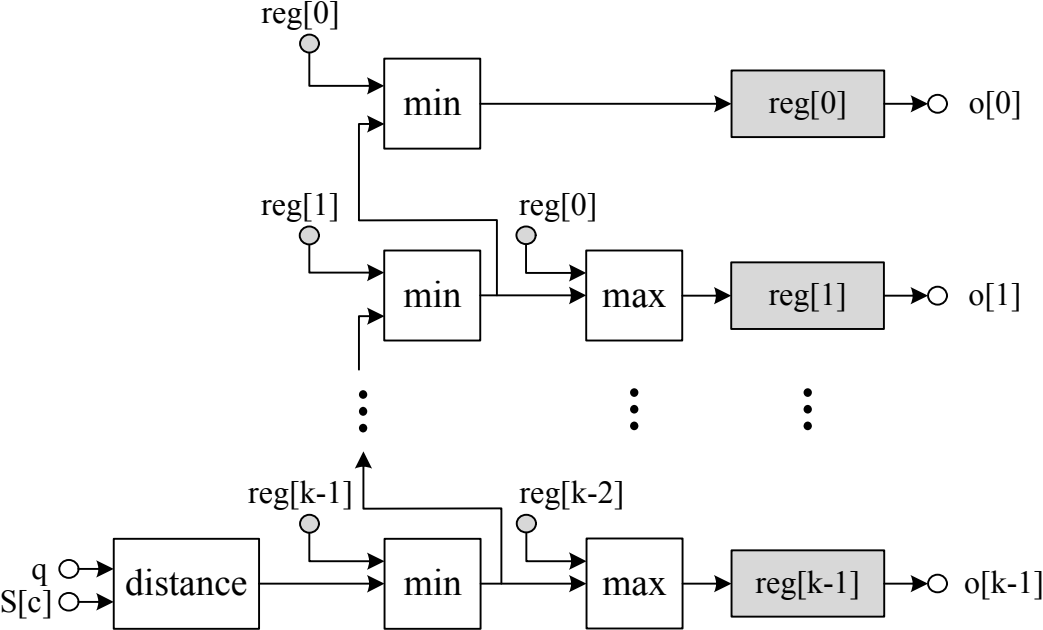 reg[0]
min
reg[0]
o[0]
reg[1]
reg[0]
min
max
reg[1]
o[1]
reg[k-1]
reg[k-2]
q
S[c]
distance
min
max
reg[k-1]
o[k-1]